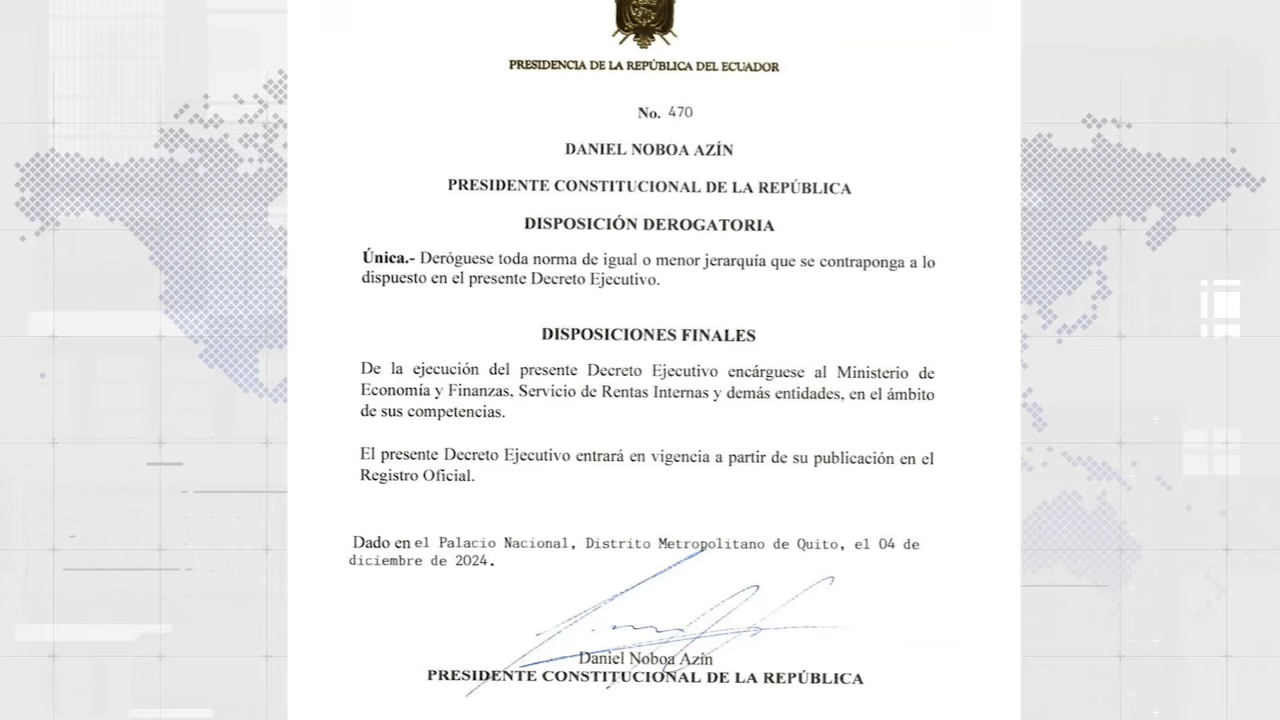 PRESIDENCIA DE LA REPÚBLICA DEL ECUADOR
No. 470
DANIEL NOBOA AZÍN
PRESIDENTE CONSTITUCIONAL DE LA REPÚBLICA
DISPOSICIÓN DEROGATORIA
Única.- Deróguese toda norma de igual o menor jerarquía que se contraponga a lo
dispuesto en el presente Decreto Ejecutivo.
DISPOSICIONES FINALES
De la ejecución del presente Decreto Ejecutivo encárguese al Ministerio de
Economía y Finanzas, Servicio de Rentas Internas y demás entidades, en el ámbito
de sus competencias.
El presente Decreto Ejecutivo entrará en vigencia a partir de su publicación en el
Registro Oficial.
Dado en el Palacio Nacional, Distrito Metropolitano de Quito, el 04 de
diciembre de 2024.
Daniel Noboa Azín
PRESIDENTE CONSTITUCIONAL DE LA REPÚBLICA